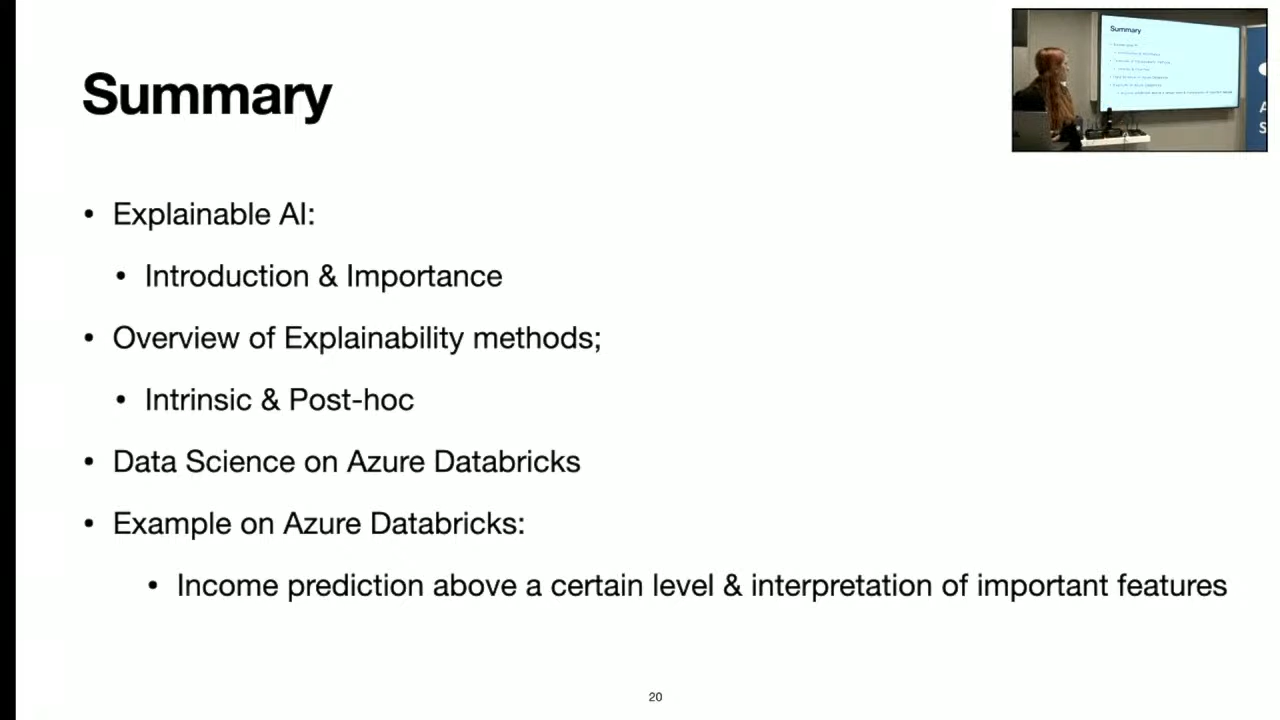 Summary
• Explainable AI:
• Introduction & Importance
• Overview of Explainability methods;
• Intrinsic & Post-hoc
• Data Science on Azure Databricks
• Example on Azure Databricks:
• Income prediction above a certain level & interpretation of important features
20
Summary